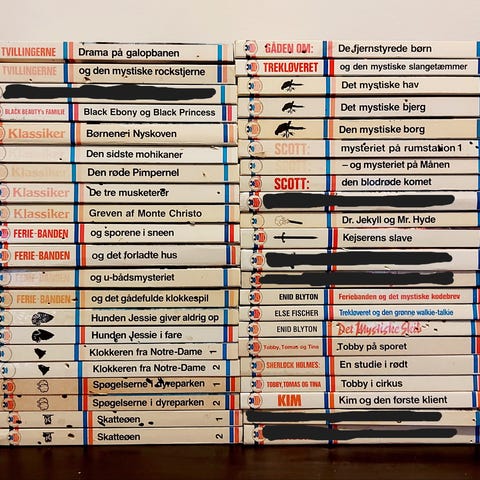 TVILLINGERNE Drama på galopbanen
TVILLINGERNE og den mystiske rockstjerne
BLACK BEAUTY's FAMILIE Black Ebony og Black Princess
Klassiker Børnene i Nyskoven
Klassiker Den sidste mohikaner
Klassiker Den røde Pimpernel
Klassiker De tre musketerer
Klassiker Greven af Monte Christo
FERIE-BANDEN og sporene i sneen
FERIE-BANDEN og det forladte hus
FERIE-BANDEN og u-bådsmysteriet
FERIE-BANDEN og det gådefulde klokkespil
Hunden Jessie giver aldrig op
Hunden Jessie i fare
Klokkeren fra Notre-Dame 1
Klokkeren fra Notre-Dame 2
Spøgelserne i dyreparken 1
Spøgelserne i dyreparken 2
Skatteøen 1
Skatteøen 2
GÅDEN OM: De fjernstyrede børn
TREKLØVERET og den mystiske slangetæmmer
Det mystiske hav
Det mystiske bjerg
Den mystiske borg
SCOTT: mysteriet på rumstation 1
SCOTT: – og mysteriet på Månen
SCOTT: den blodrøde komet
Dr. Jekyll og Mr. Hyde
Kejserens slave
ENID BLYTON Feriebanden og det mystiske kodebrev
ELSE FISCHER Trekløveret og den grønne walkie-talkie
ENID BLYTON Det Mystiske
Tobby, Tomas og Tina Tobby på sporet
SHERLOCK HOLMES: En studie i rødt
TOBBY, TOMAS OG TINA Tobby i cirkus
KIM Kim og den første klient